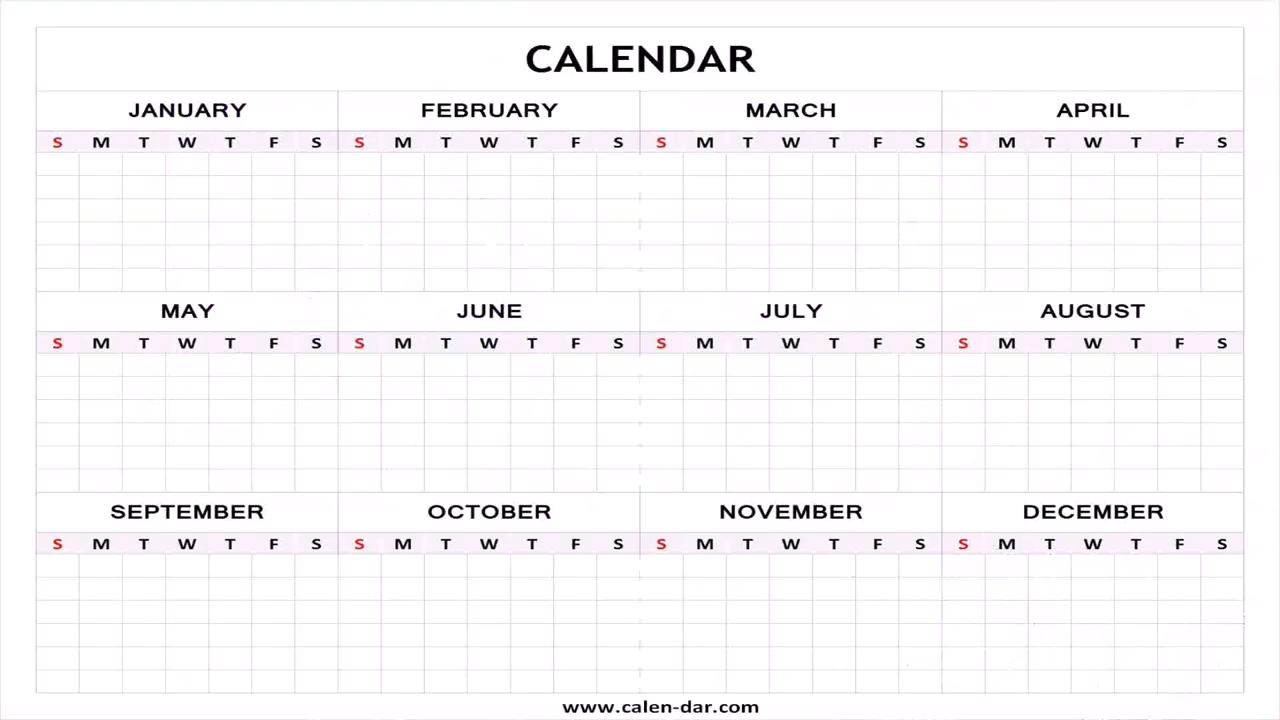 CALENDAR
JANUARY FEBRUARY MARCH APRIL
S M T W T F S S M T W T F S S M T W T F S S M T W T F S
MAY JUNE JULY AUGUST
S M T W T F S S M T W T F S S M T W T F S S M T W T F S
SEPTEMBER OCTOBER NOVEMBER DECEMBER
S M T W T F S S M T W T F S S M T W T F S S M T W T F S
www.calen-dar.com